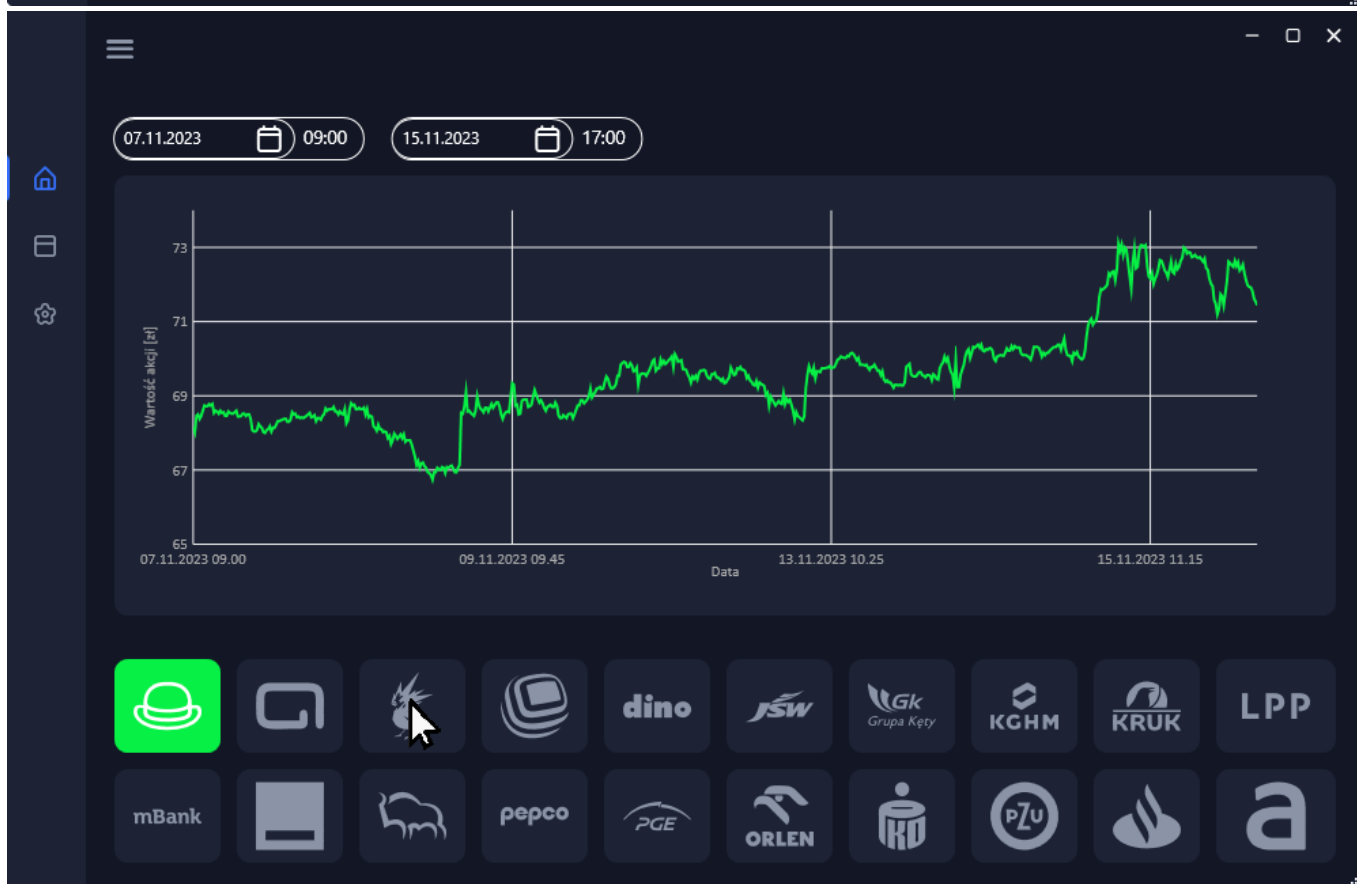 07.11.2023 09:00 15.11.2023 17:00
73
71
69
67
65
Wartość akcji [zł]
07.11.2023 09.00 09.11.2023 09.45 13.11.2023 10.25 15.11.2023 11.15
Data
dino JSW Gk Grupa Kęty KGHM KRUK LPP
mBank pepco PGE ORLEN PKO PZU a